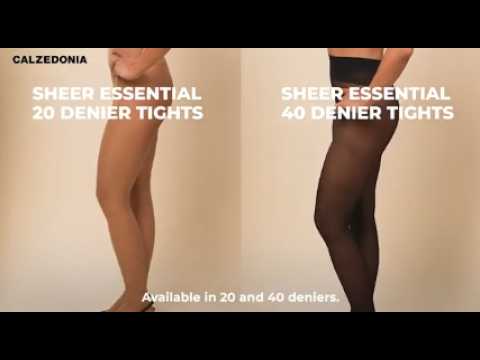 CALZEDONIA
SHEER ESSENTIAL
20 DENIER TIGHTS
SHEER ESSENTIAL
40 DENIER TIGHTS
Available in 20 and 40 deniers.